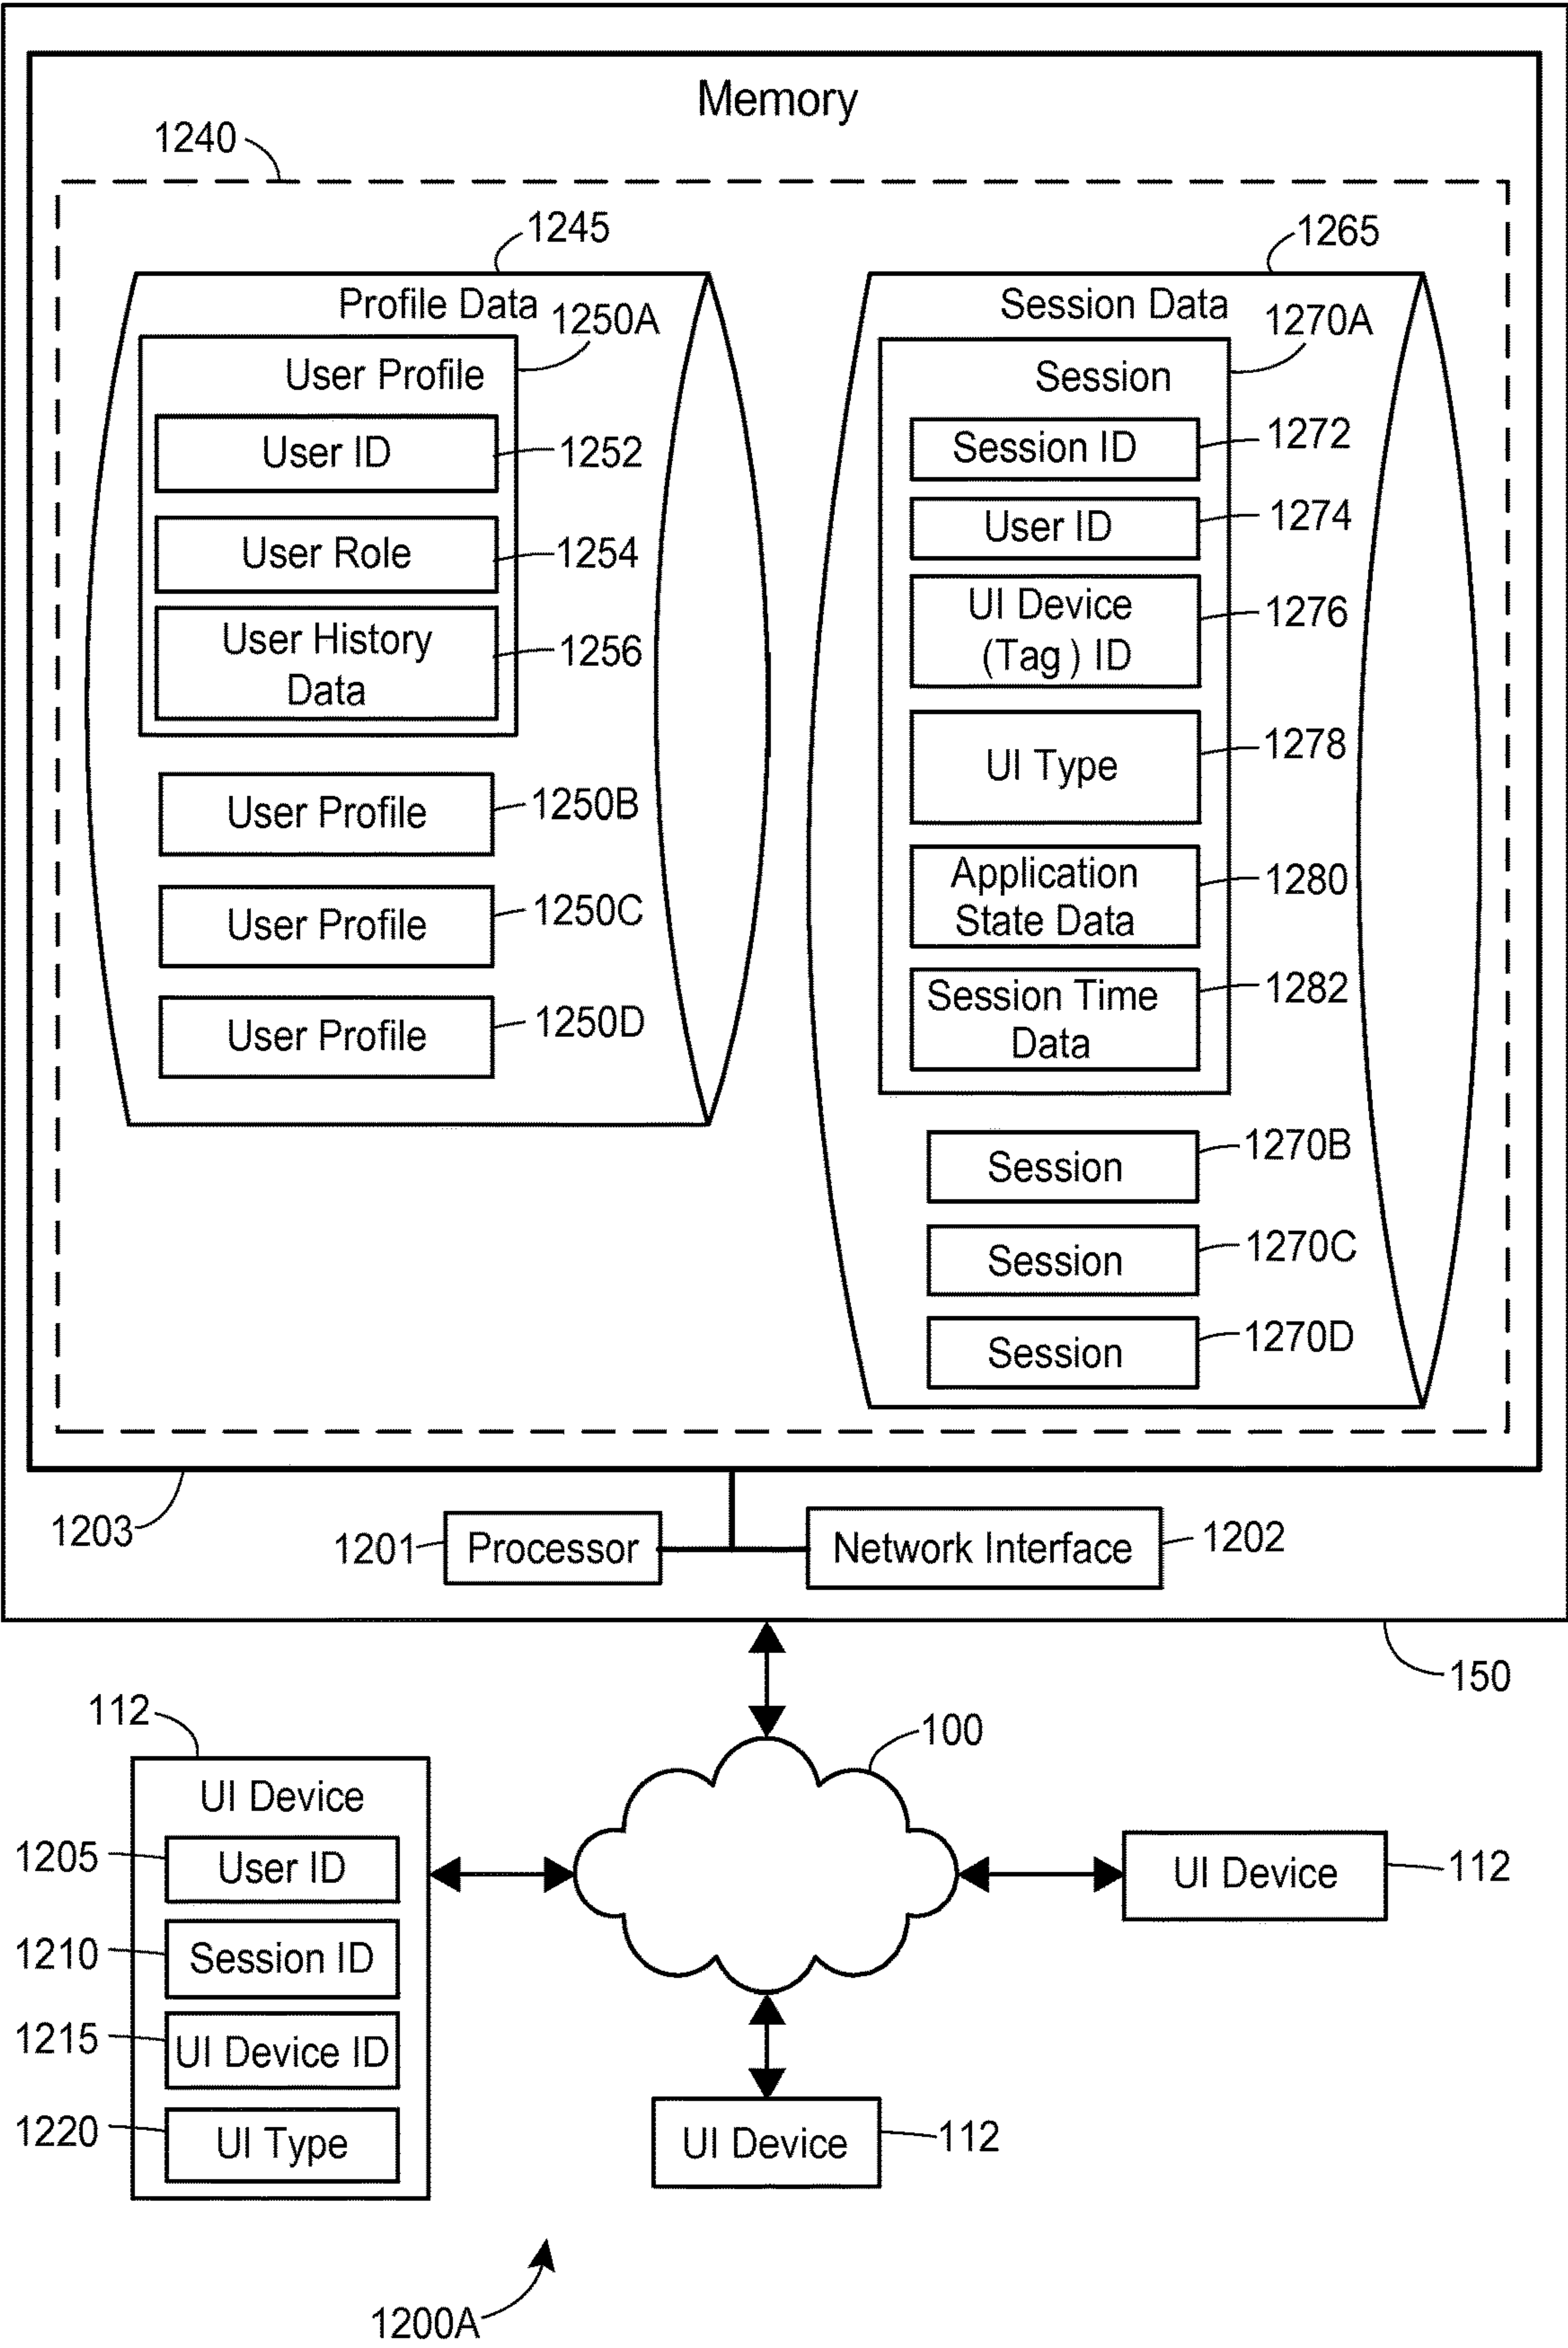 Memory
1240
1245
1265
Profile Data
Session Data
1250A
1270A
User Profile
Session
User ID
1252
Session ID
1272
User ID
1274
User Role
1254
UI Device
(Tag) ID
1276
User History
Data
1256
UI Type
1278
User Profile
1250B
Application
State Data
1280
User Profile
1250C
Session Time
Data
1282
User Profile
1250D
Session
1270B
Session
1270C
Session
1270D
1203
1201
Processor
Network Interface
1202
150
112
100
UI Device
1205
User ID
UI Device
112
1210
Session ID
1215
UI Device ID
1220
UI Type
UI Device
112
1200A